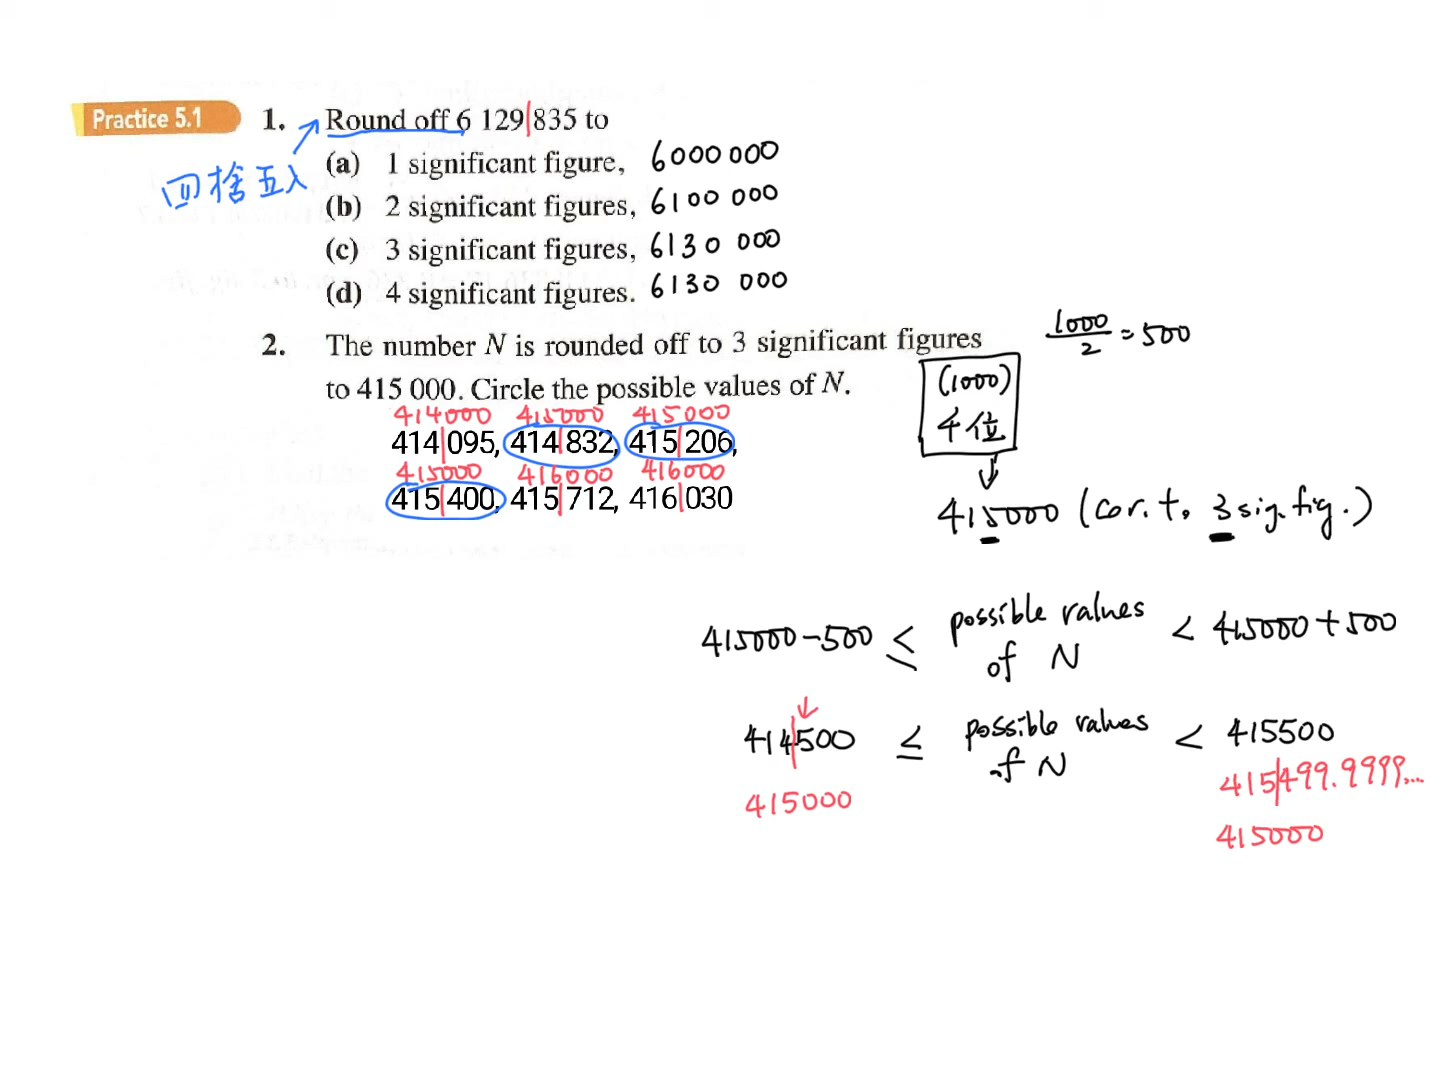 Practice 5.1
1. Round off 6 129 835 to
四捨五入
(a) 1 significant figure, 6000 000
(b) 2 significant figures, 6100 000
(c) 3 significant figures, 6130 000
(d) 4 significant figures. 6130 000
2. The number N is rounded off to 3 significant figures
to 415 000. Circle the possible values of N.
414000 415000 415000
414 095, 414 832, 415 206,
415000 416000 416000
415 400, 415 712, 416 030
1000/2 = 500
(1000)
千位
415000 (cor. to 3 sig. fig.)
415000 - 500 ≤ possible values of N < 415000 + 500
414500 ≤ possible values of N < 415500
415000
415499.9999...
415000